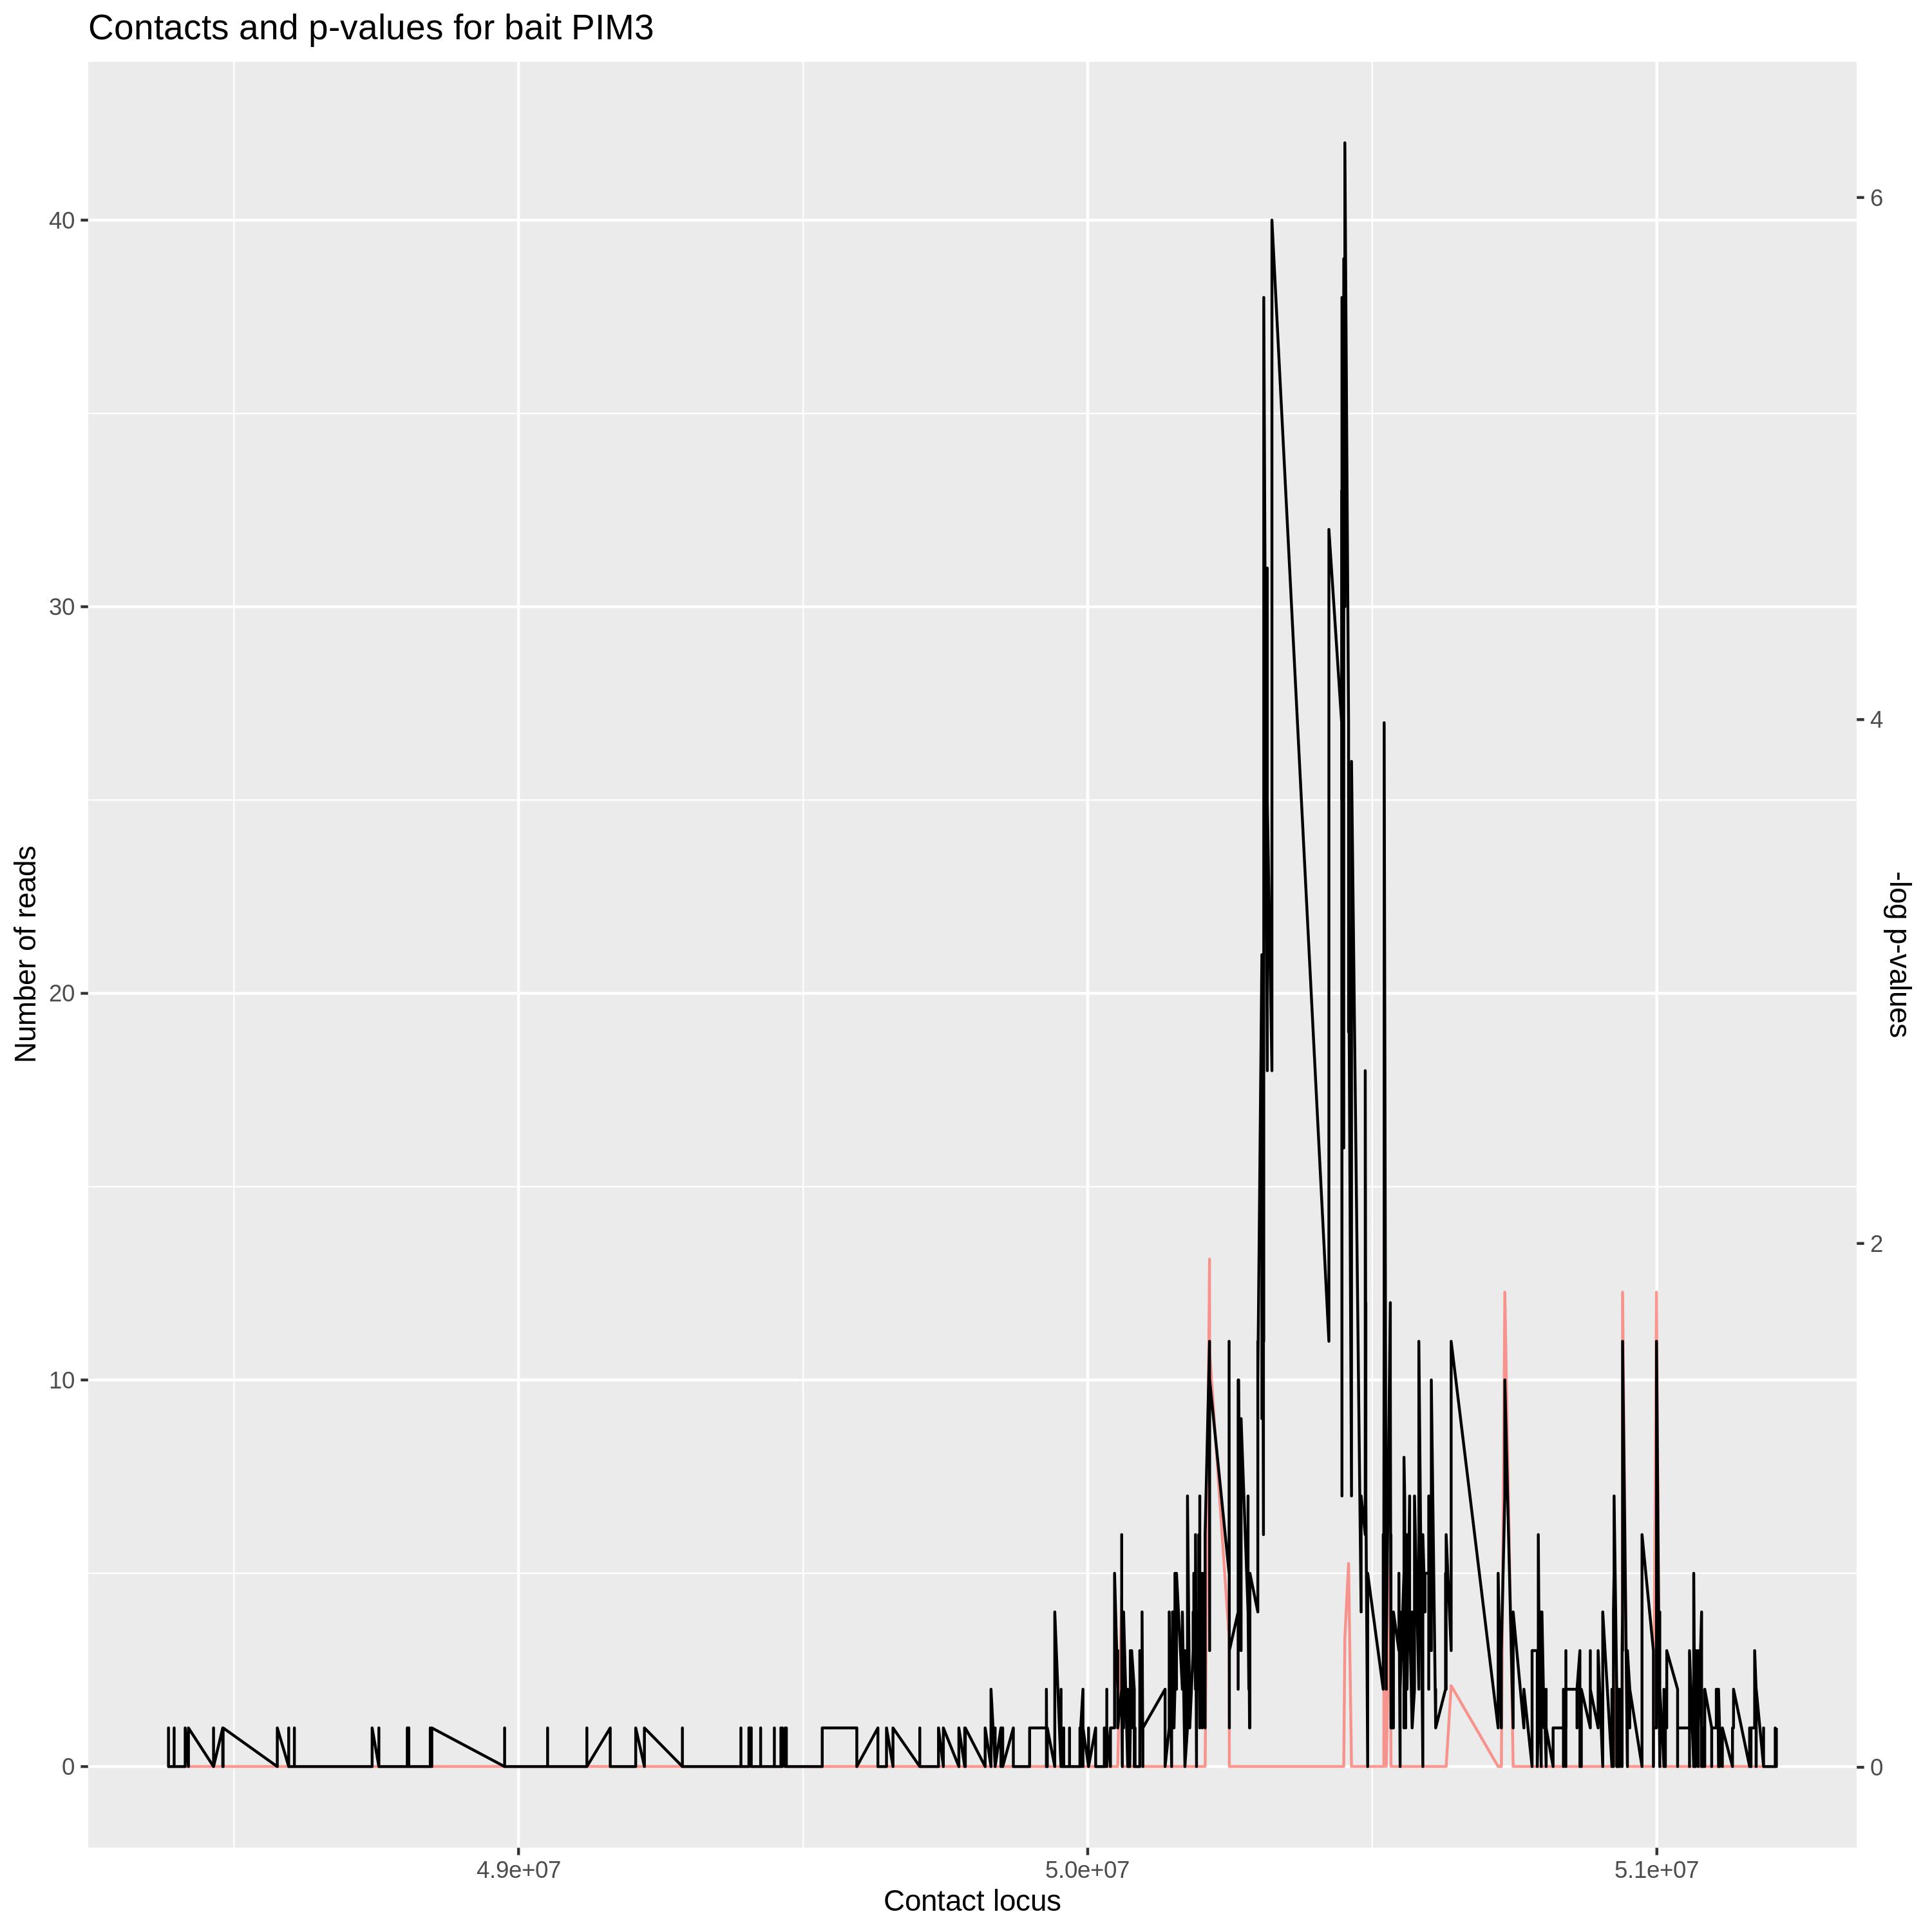 Contacts and p-values for bait PIM3
Number of reads
40
30
20
10
0
6
4
2
0
-log p-values
4.9e+07
5.0e+07
5.1e+07
Contact locus